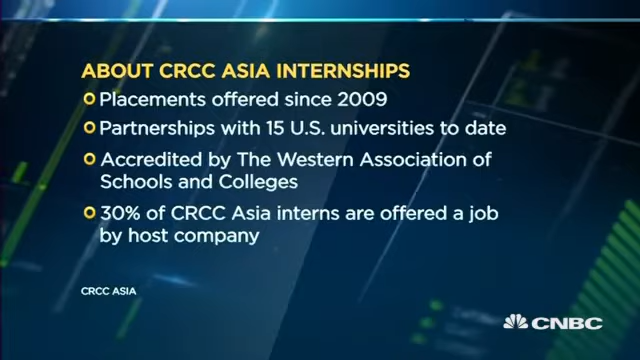 ABOUT CRCC ASIA INTERNSHIPS
Placements offered since 2009
Partnerships with 15 U.S. universities to date
Accredited by The Western Association of
Schools and Colleges
30% of CRCC Asia interns are offered a job
by host company
CRCC ASIA
CNBC